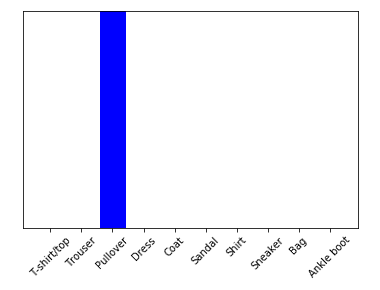 T-shirt/top
Trouser
Pullover
Dress
Coat
Sandal
Shirt
Sneaker
Bag
Ankle boot